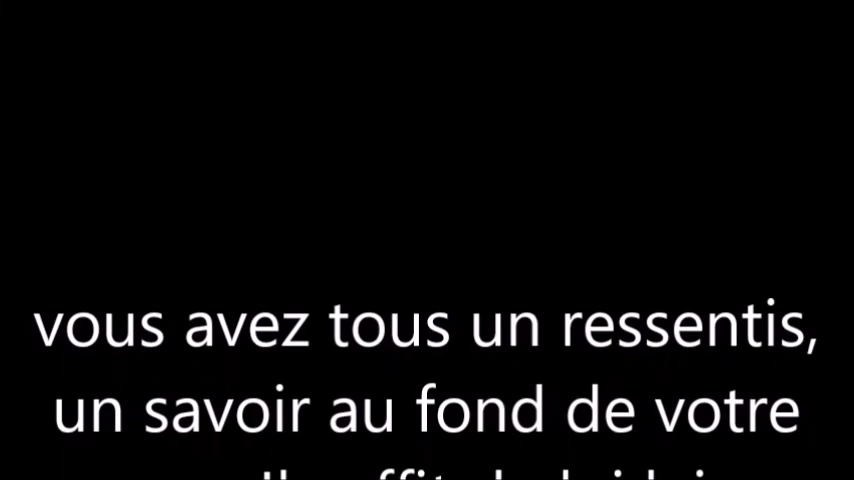 vous avez tous un ressentis,
un savoir au fond de votre